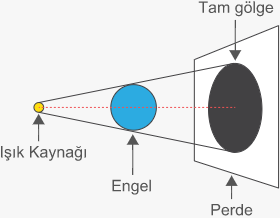 Tam gölge
Işık Kaynağı
Engel
Perde